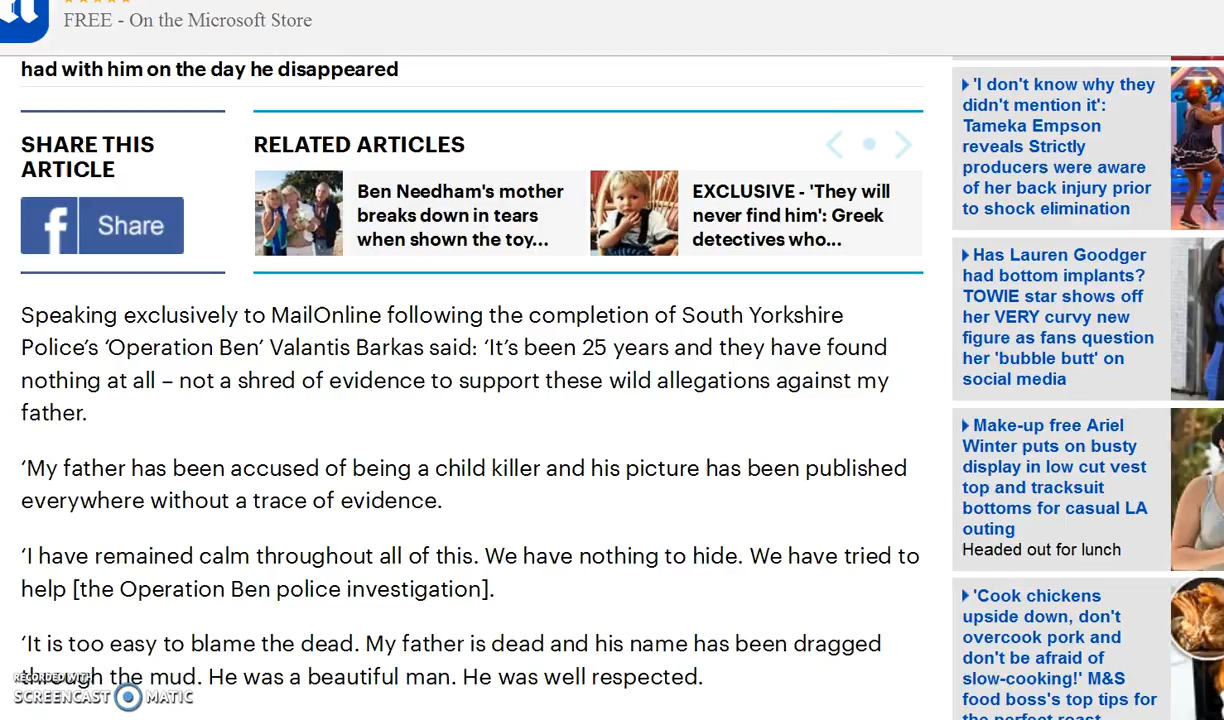 FREE - On the Microsoft Store
had with him on the day he disappeared
SHARE THIS
ARTICLE
f Share
RELATED ARTICLES
Ben Needham's mother
breaks down in tears
when shown the toy...
EXCLUSIVE - 'They will
never find him': Greek
detectives who...
Speaking exclusively to MailOnline following the completion of South Yorkshire
Police’s ‘Operation Ben’ Valantis Barkas said: ‘It’s been 25 years and they have found
nothing at all – not a shred of evidence to support these wild allegations against my
father.
‘My father has been accused of being a child killer and his picture has been published
everywhere without a trace of evidence.
‘I have remained calm throughout all of this. We have nothing to hide. We have tried to
help [the Operation Ben police investigation].
‘It is too easy to blame the dead. My father is dead and his name has been dragged
through the mud. He was a beautiful man. He was well respected.
RECORDED WITH
SCREENCAST MATIC
'I don't know why they
didn't mention it':
Tameka Empson
reveals Strictly
producers were aware
of her back injury prior
to shock elimination
Has Lauren Goodger
had bottom implants?
TOWIE star shows off
her VERY curvy new
figure as fans question
her 'bubble butt' on
social media
Make-up free Ariel
Winter puts on busty
display in low cut vest
top and tracksuit
bottoms for casual LA
outing
Headed out for lunch
'Cook chickens
upside down, don't
overcook pork and
don't be afraid of
slow-cooking!' M&S
food boss's top tips for
the perfect roast